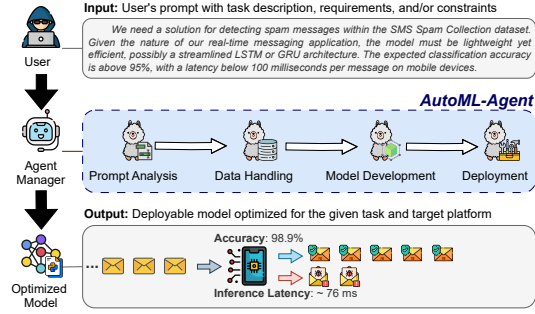 Input: User's prompt with task description, requirements, and/or constraints
We need a solution for detecting spam messages within the SMS Spam Collection dataset.
Given the nature of our real-time messaging application, the model must be lightweight yet
efficient, possibly a streamlined LSTM or GRU architecture. The expected classification accuracy
is above 95%, with a latency below 100 milliseconds per message on mobile devices.
User
AutoML-Agent
Agent
Manager
Prompt Analysis
Data Handling
Model Development
Deployment
Output: Deployable model optimized for the given task and target platform
Accuracy: 98.9%
...
Inference Latency: ~ 76 ms
Optimized
Model